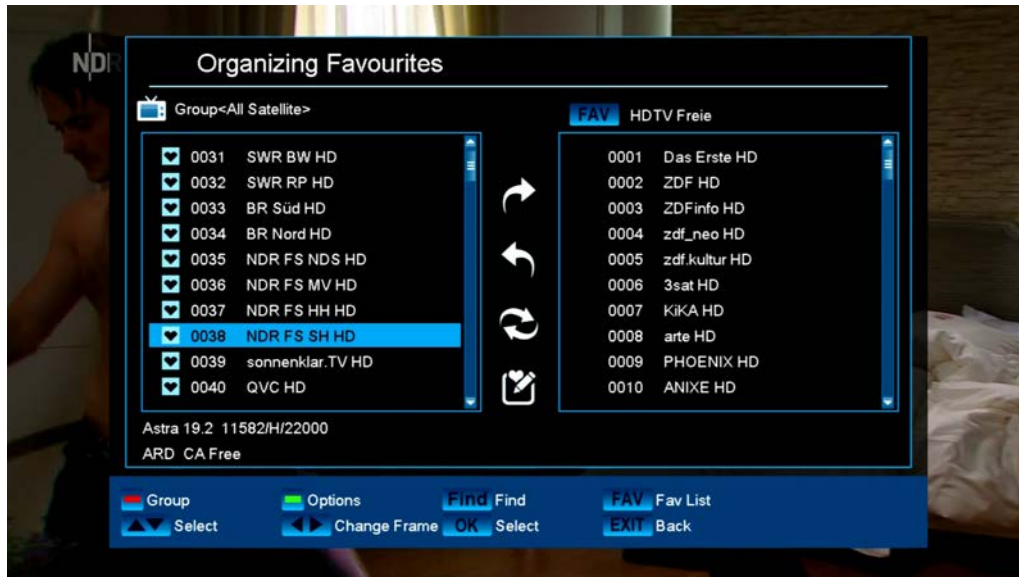 NDR
Organizing Favourites
Group<All Satellite>
FAV HDTV Freie
0031 SWR BW HD
0032 SWR RP HD
0033 BR Süd HD
0034 BR Nord HD
0035 NDR FS NDS HD
0036 NDR FS MV HD
0037 NDR FS HH HD
0038 NDR FS SH HD
0039 sonnenklar.TV HD
0040 QVC HD
0001 Das Erste HD
0002 ZDF HD
0003 ZDFinfo HD
0004 zdf_neo HD
0005 zdf.kultur HD
0006 3sat HD
0007 KiKA HD
0008 arte HD
0009 PHOENIX HD
0010 ANIXE HD
Astra 19.2 11582/H/22000
ARD CA Free
Group Options Find Find FAV Fav List
Select Change Frame OK Select EXIT Back